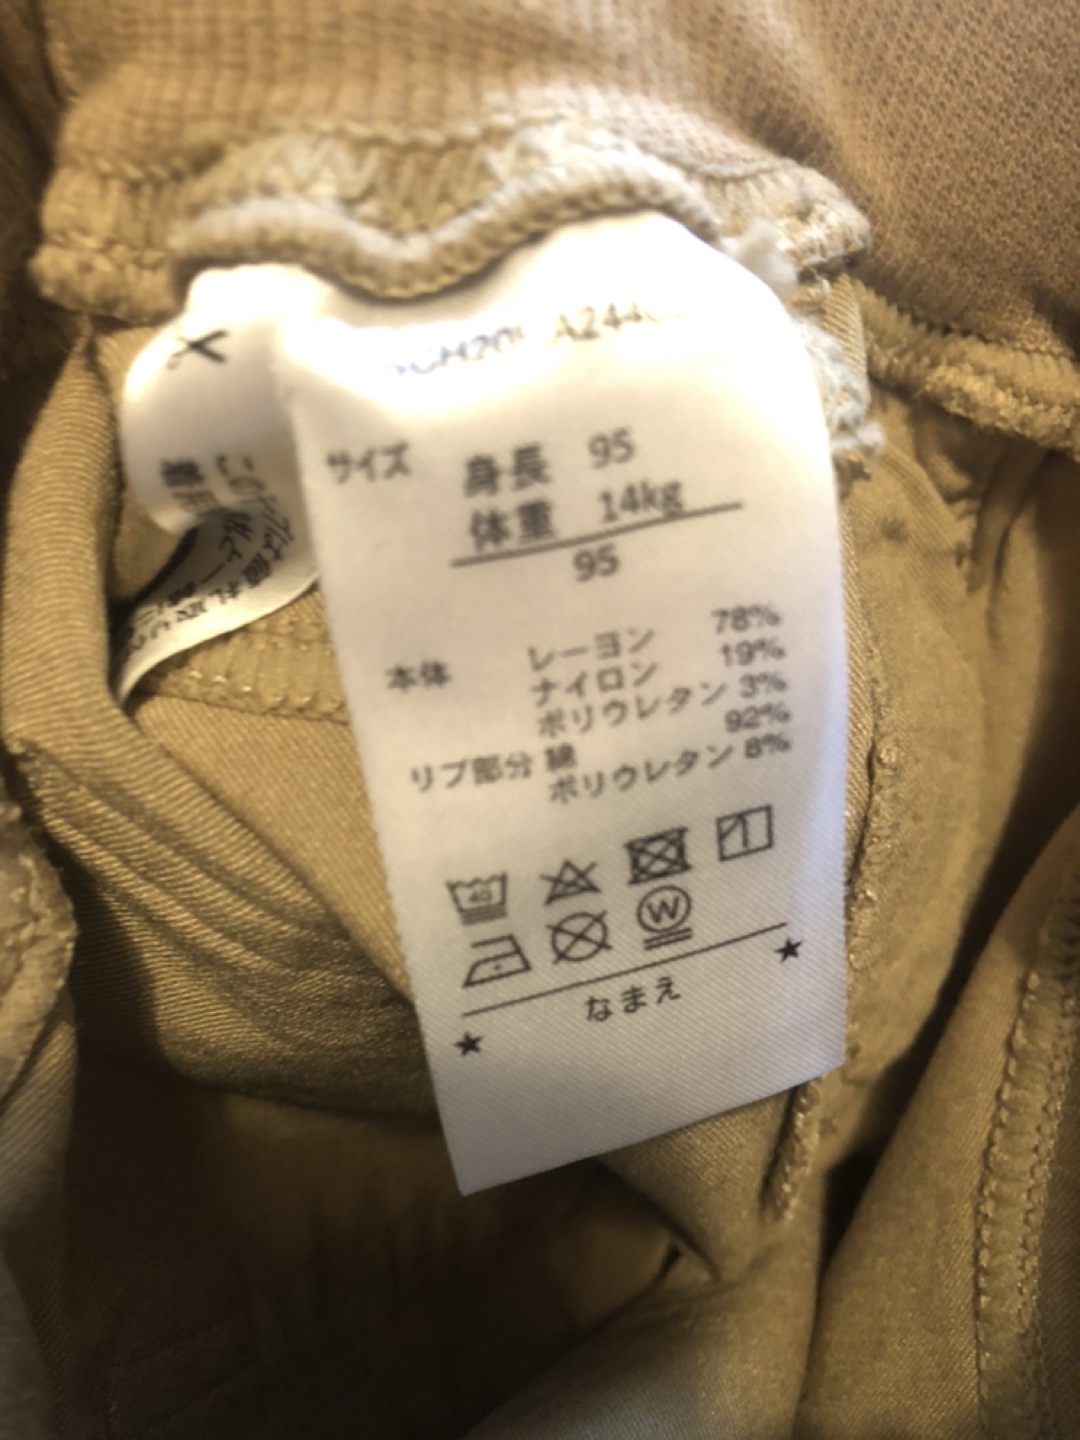 サイズ 身長 95
体重 14kg
95
本体 レーヨン 78%
ナイロン 19%
ポリウレタン 3%
リブ部分 綿 92%
ポリウレタン 8%
40
W
なまえ